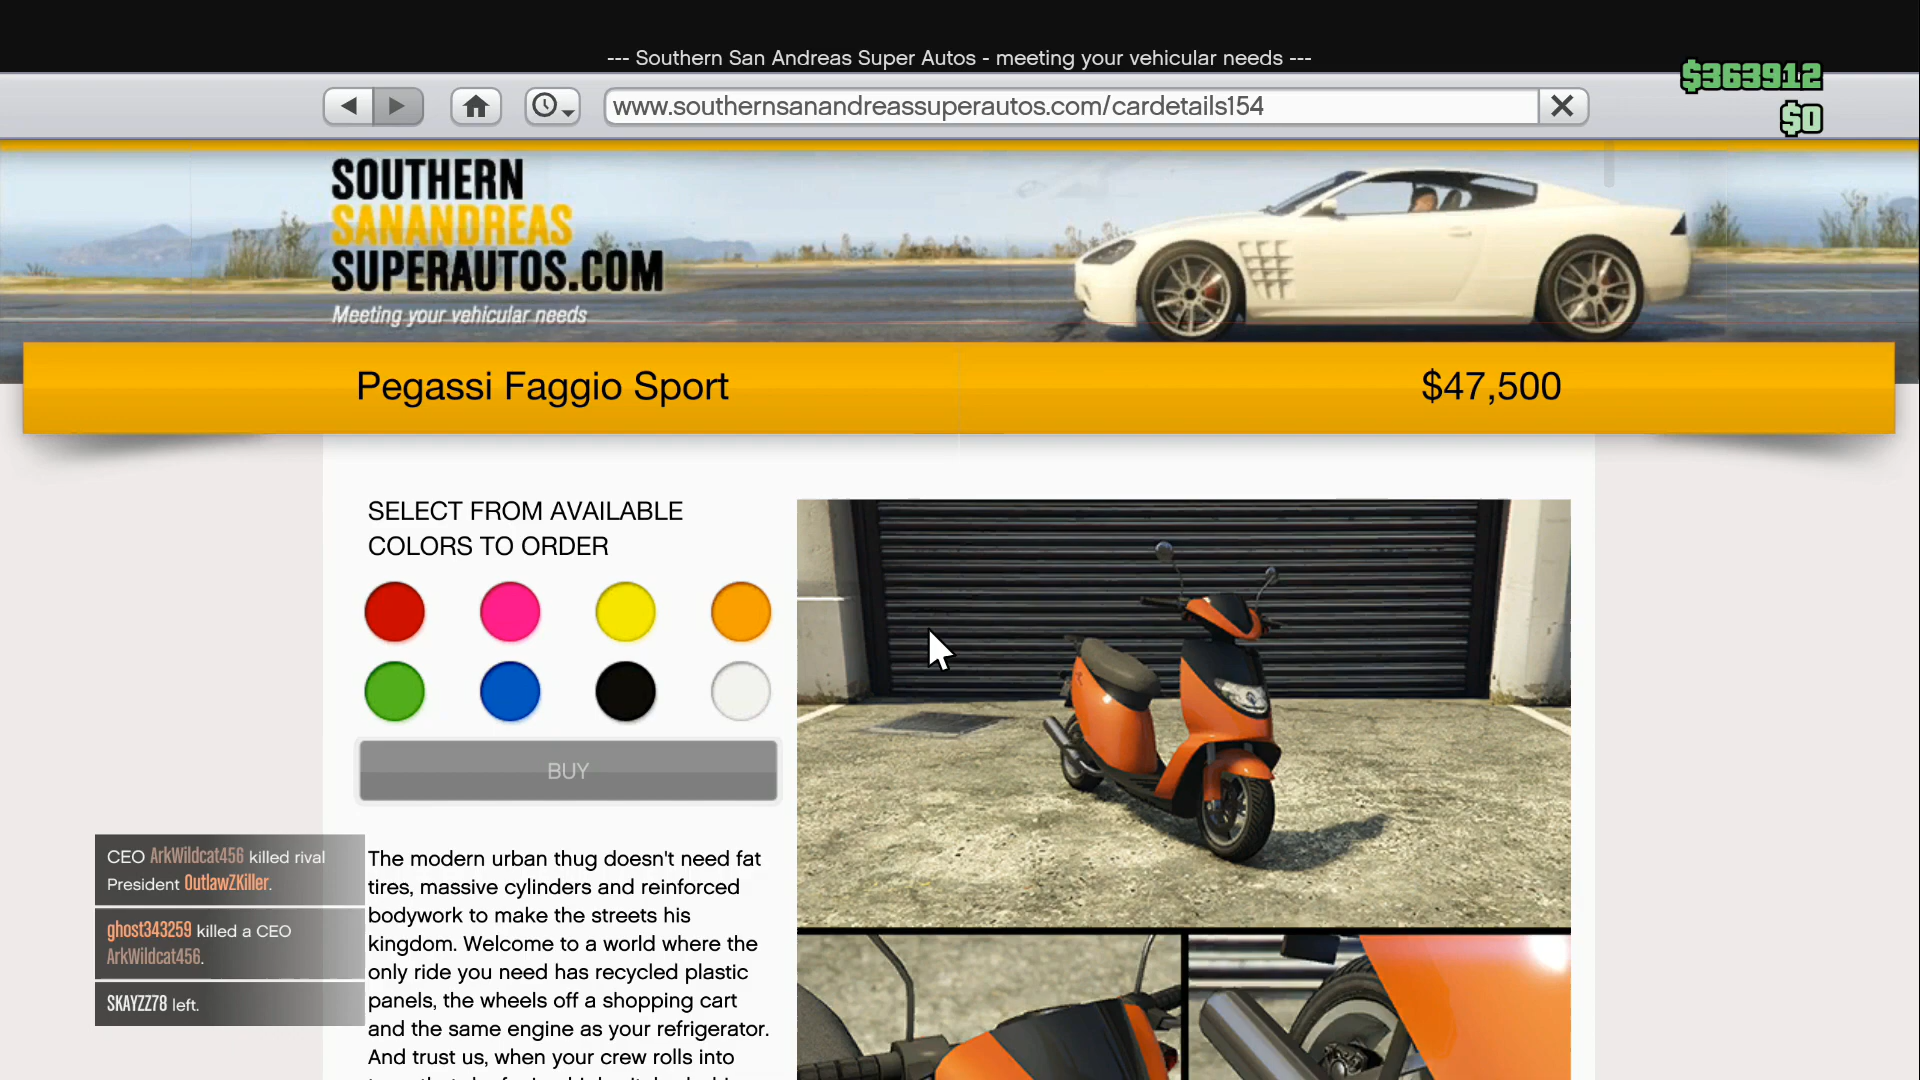 --- Southern San Andreas Super Autos - meeting your vehicular needs ---
$363912
www.southernsanandreassuperautos.com/cardetails154
$0
SOUTHERN
SANANDREAS
SUPERAUTOS.COM
Meeting your vehicular needs
Pegassi Faggio Sport
$47,500
SELECT FROM AVAILABLE
COLORS TO ORDER
BUY
The modern urban thug doesn't need fat
tires, massive cylinders and reinforced
bodywork to make the streets his
kingdom. Welcome to a world where the
only ride you need has recycled plastic
panels, the wheels off a shopping cart
and the same engine as your refrigerator.
And trust us, when your crew rolls into
CEO ArkWildcat456 killed rival
President OutlawZKiller.
ghost343259 killed a CEO
ArkWildcat456.
SKAYZZ78 left.